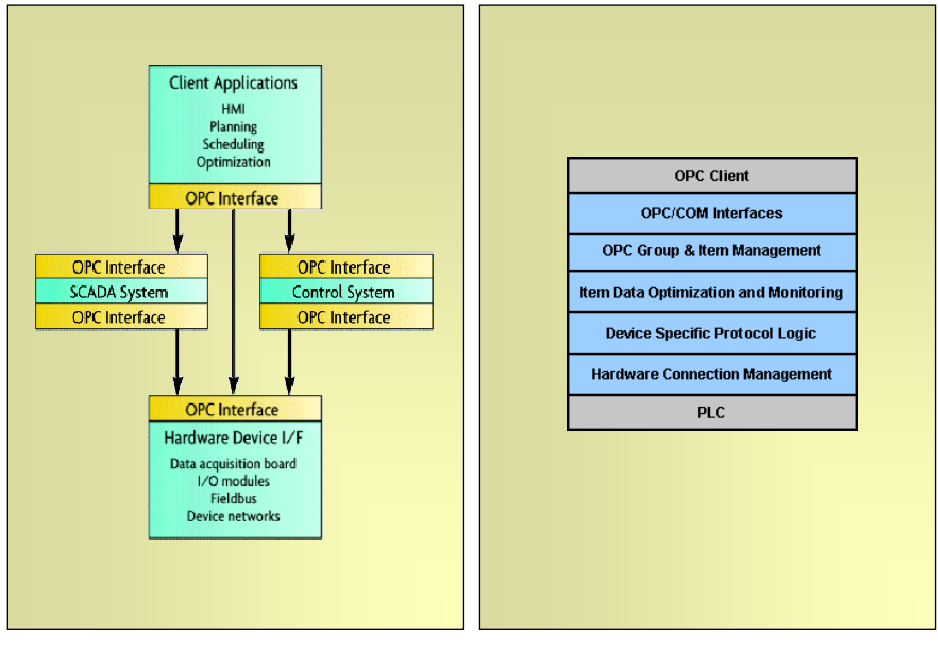 Client Applications
HMI
Planning
Scheduling
Optimization
OPC Interface
OPC Interface
SCADA System
OPC Interface
OPC Interface
Control System
OPC Interface
OPC Interface
Hardware Device I/F
Data acquisition board
I/O modules
Fieldbus
Device networks
OPC Client
OPC/COM Interfaces
OPC Group & Item Management
Item Data Optimization and Monitoring
Device Specific Protocol Logic
Hardware Connection Management
PLC